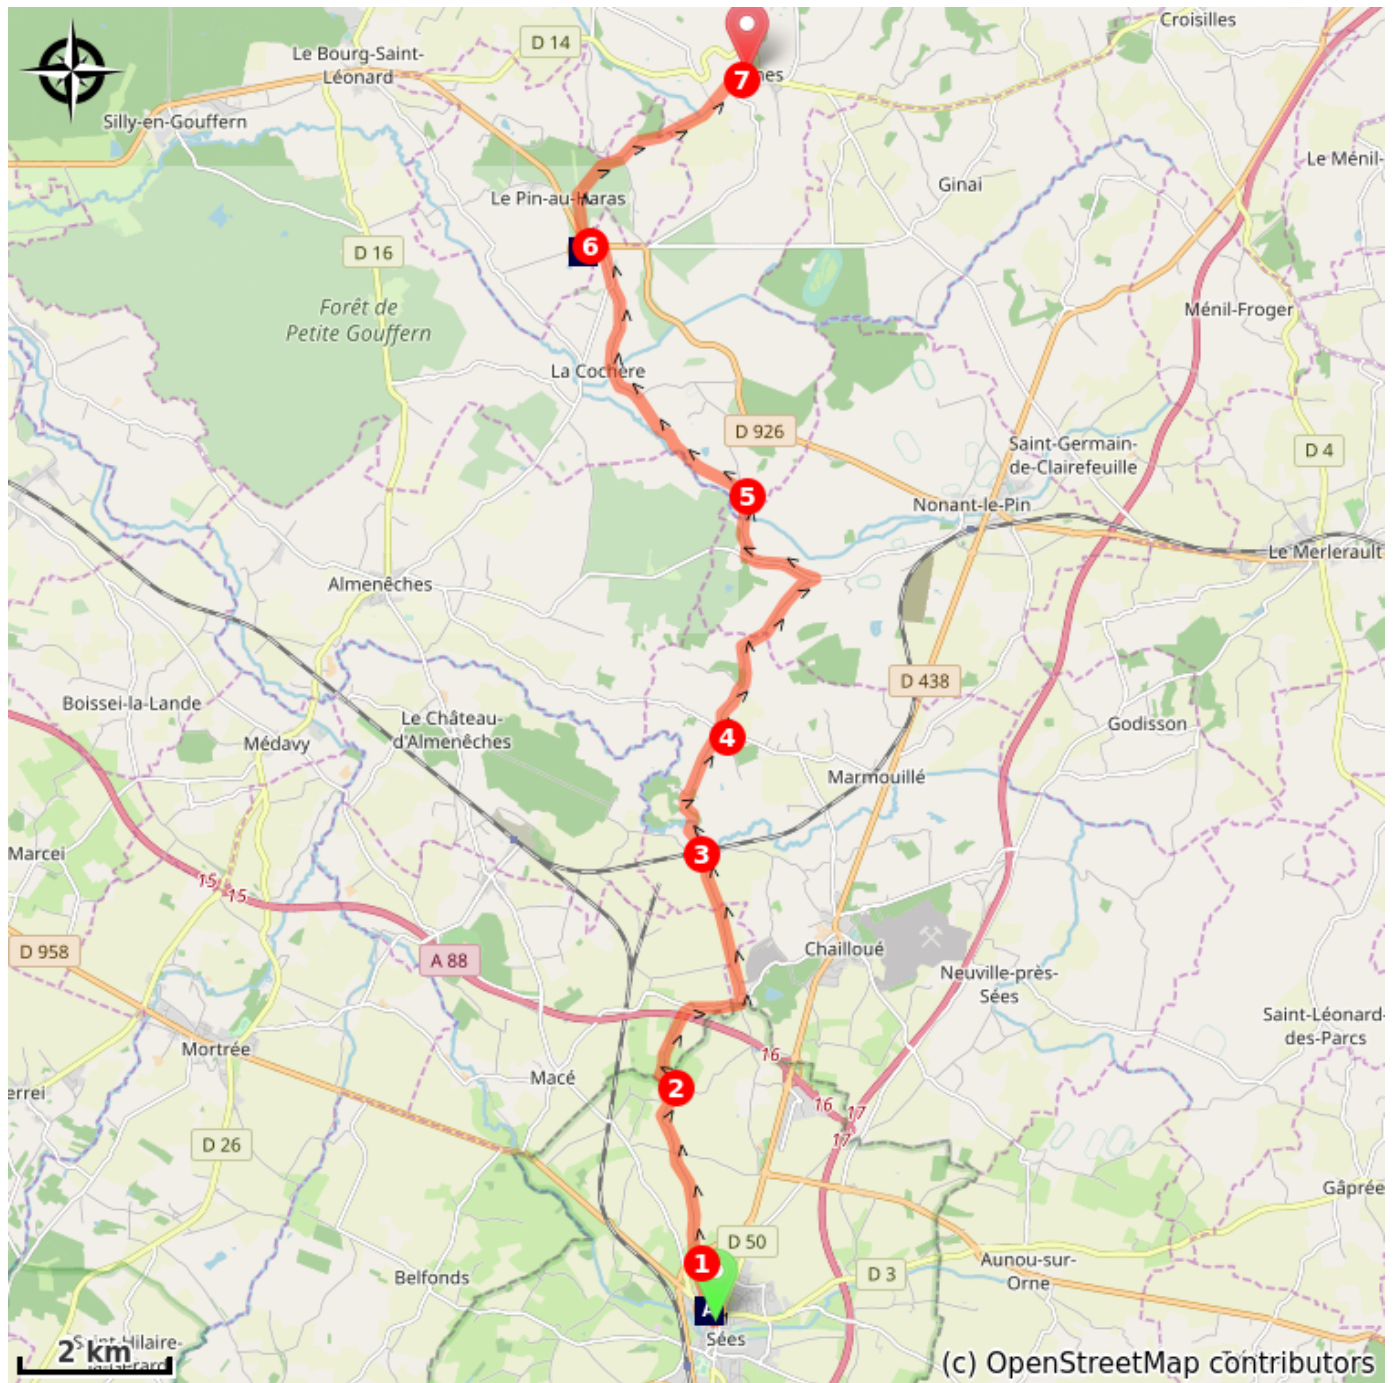 Croisilles
D 14
Le Bourg-Saint-
Léonard
7
Silly-en-Gouffern
Le Ménil-
Le Pin-au-Haras
Ginai
D 16
6
Forêt de
Petite Gouffern
Ménil-Froger
La Cochère
D 926
Saint-Germain-
de-Clairefeuille
D 4
5
Nonant-le-Pin
Le Merlerault
Almenêches
D 438
Boissei-la-Lande
Le Château-
d'Almenêches
Médavy
4
Godisson
Marmouillé
Marcei
3
15
15
D 958
A 88
Chailloué
Neuville-près-
Sées
Saint-Léonard-
des-Parcs
Mortrée
16
Macé
2
16
17
17
D 26
Gâprée
D 50
1
Belfonds
D 3
Aunou-sur-
Orne
A
Sées
2 km
(c) OpenStreetMap contributors